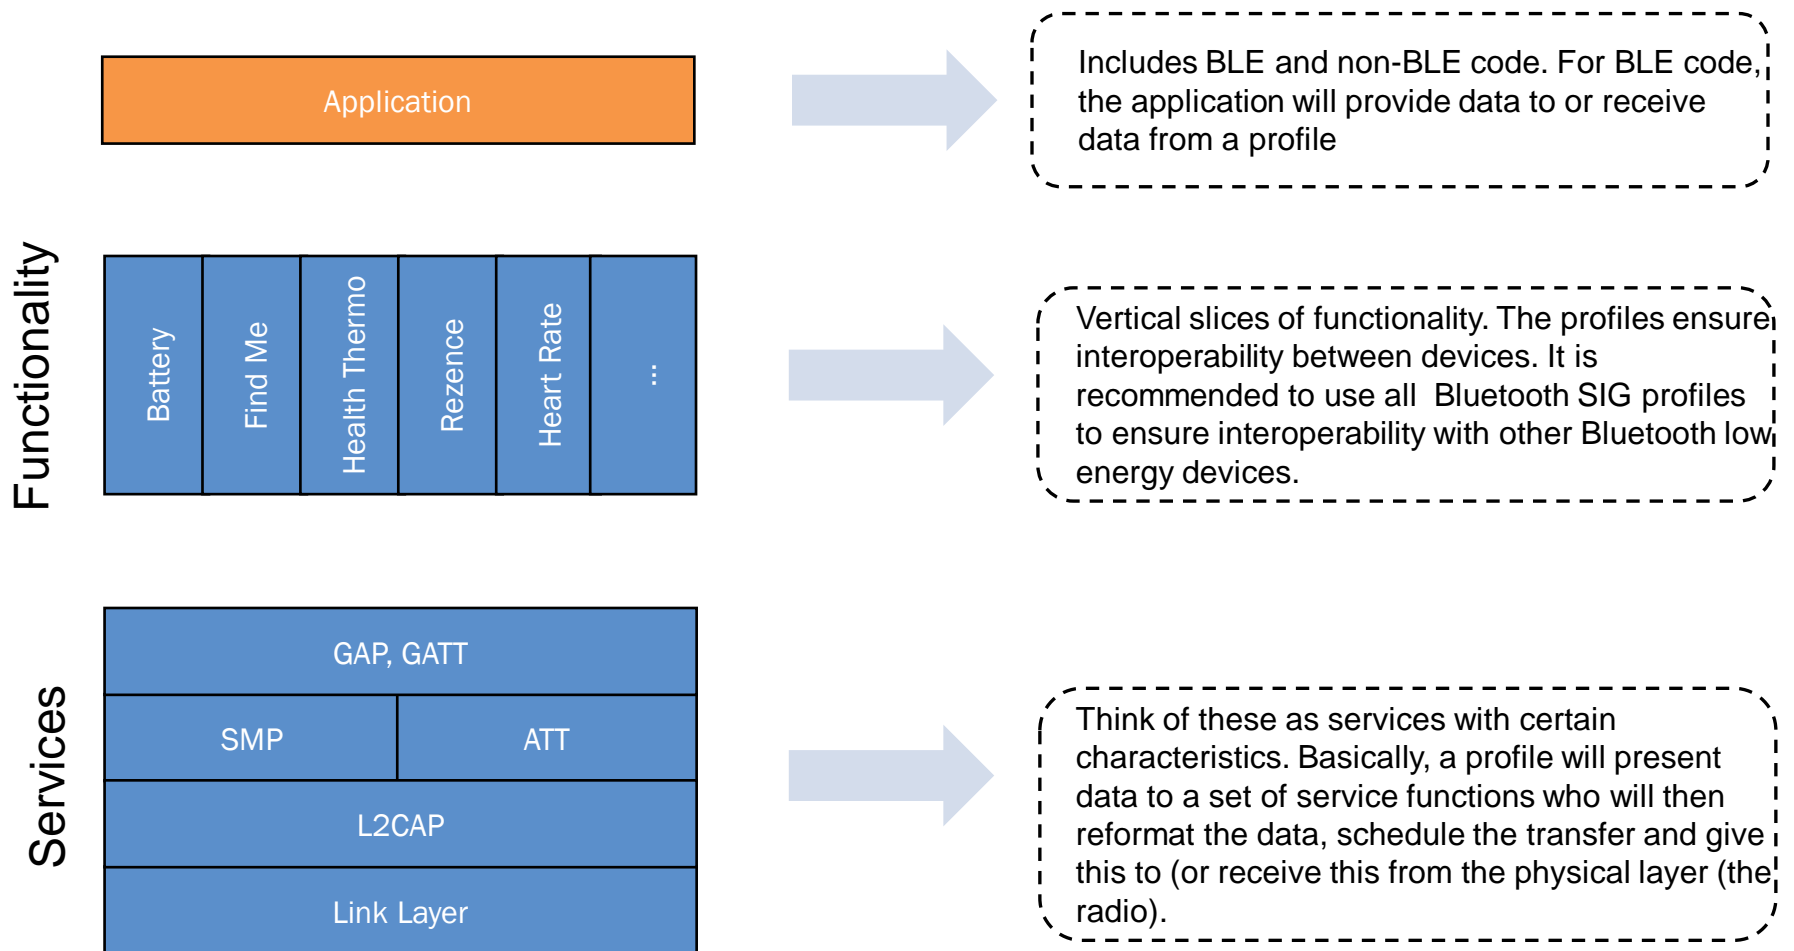 Application
Includes BLE and non-BLE code. For BLE code,
the application will provide data to or receive
data from a profile
Functionality
Battery
Find Me
Health Thermo
Rezence
Heart Rate
...
Vertical slices of functionality. The profiles ensure
interoperability between devices. It is
recommended to use all  Bluetooth SIG profiles
to ensure interoperability with other Bluetooth low
energy devices.
Services
GAP, GATT
SMP
ATT
L2CAP
Link Layer
Think of these as services with certain
characteristics. Basically, a profile will present
data to a set of service functions who will then
reformat the data, schedule the transfer and give
this to (or receive this from the physical layer (the
radio).